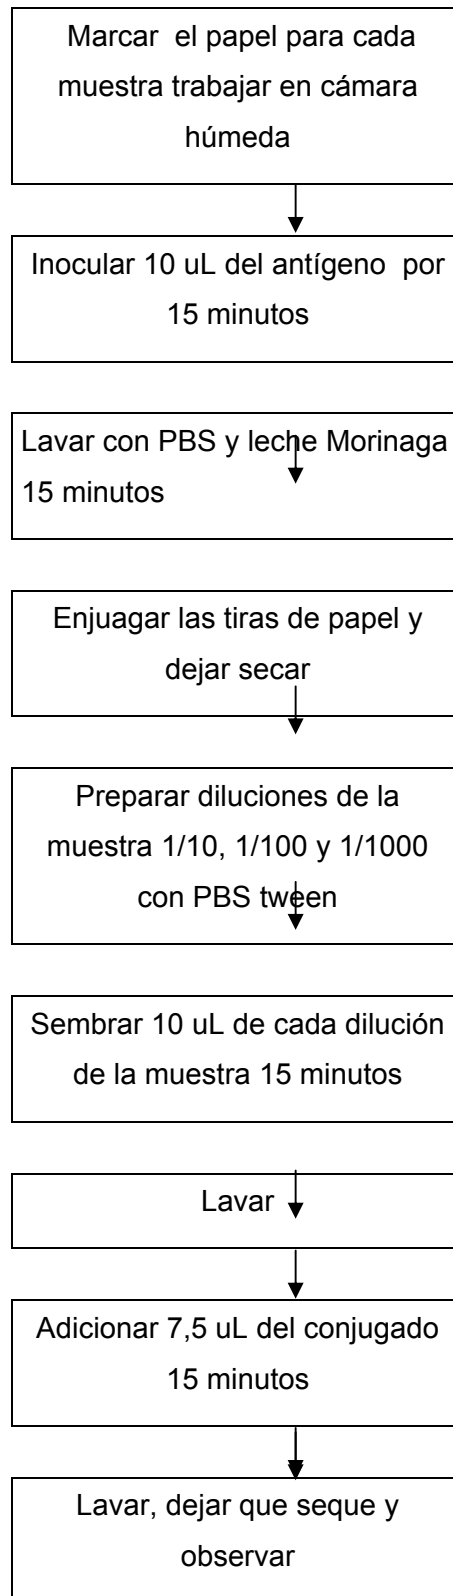 Marcar el papel para cada
muestra trabajar en cámara
húmeda
Inocular 10 uL del antígeno por
15 minutos
Lavar con PBS y leche Morinaga
15 minutos
Enjuagar las tiras de papel y
dejar secar
Preparar diluciones de la
muestra 1/10, 1/100 y 1/1000
con PBS tween
Sembrar 10 uL de cada dilución
de la muestra 15 minutos
Lavar
Adicionar 7,5 uL del conjugado
15 minutos
Lavar, dejar que seque y
observar